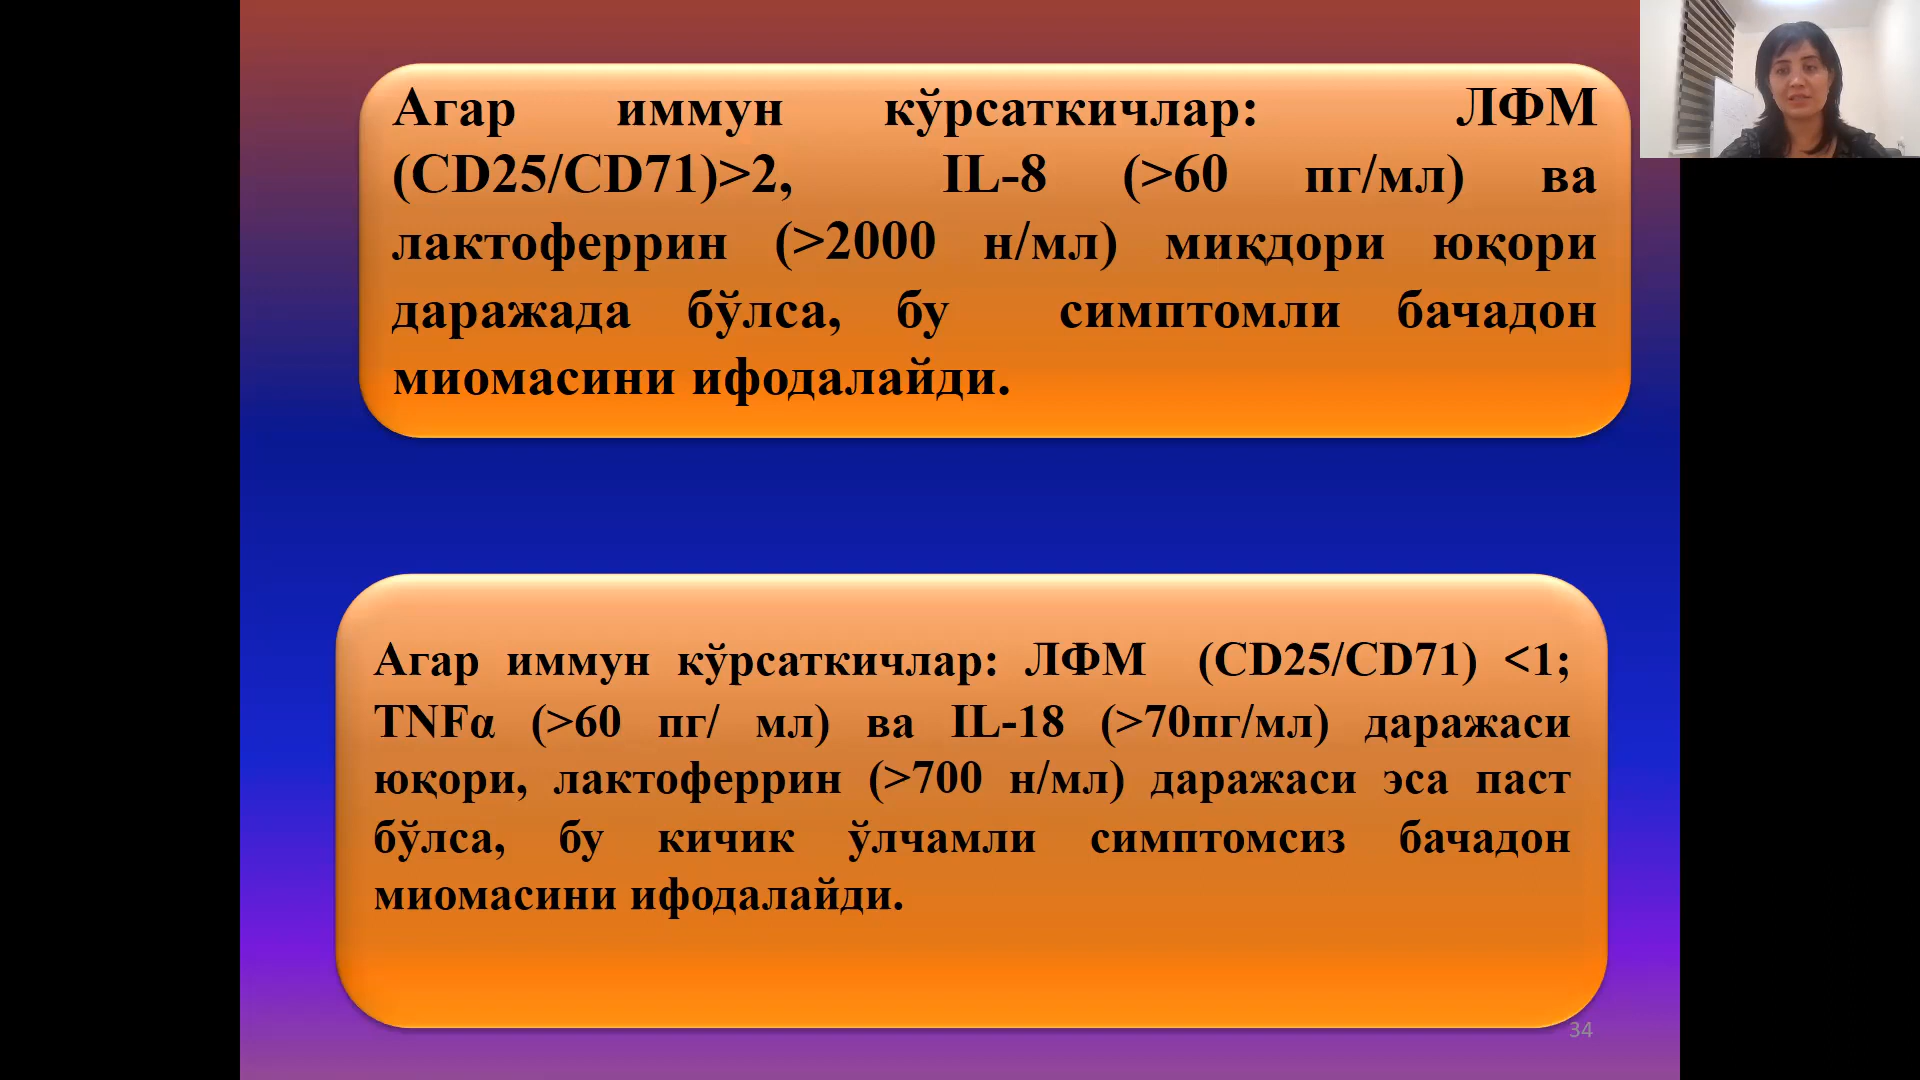 Агар иммун кўрсаткичлар: ЛФМ
(CD25/CD71)>2, IL-8 (>60 пг/мл) ва
лактоферрин (>2000 н/мл) миқдори юқори
даражада бўлса, бу симптомли бачадон
миомасини ифодалайди.
Агар иммун кўрсаткичлар: ЛФМ (CD25/CD71) <1;
TNFα (>60 пг/ мл) ва IL-18 (>70пг/мл) даражаси
юқори, лактоферрин (>700 н/мл) даражаси эса паст
бўлса, бу кичик ўлчамли симптомсиз бачадон
миомасини ифодалайди.
34